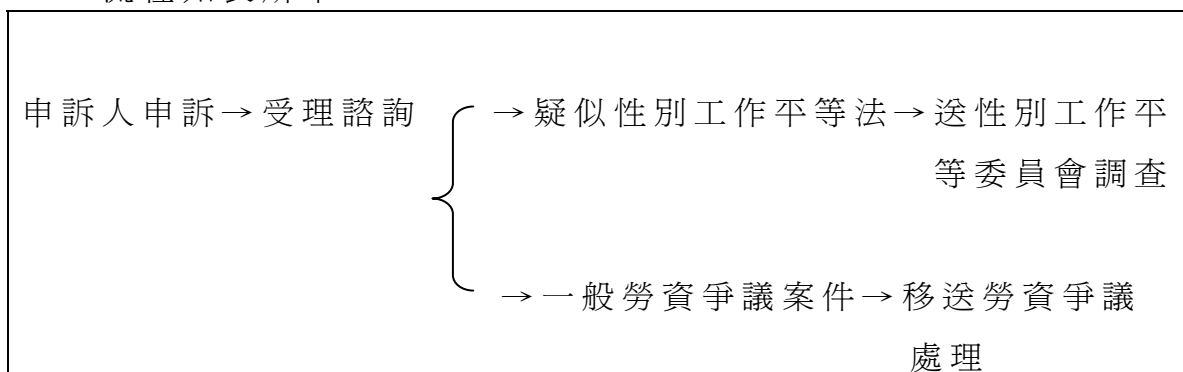 申訴人申訴→受理諮詢
→疑似性別工作平等法→送性別工作平
等委員會調查
→一般勞資爭議案件→移送勞資爭議
處理